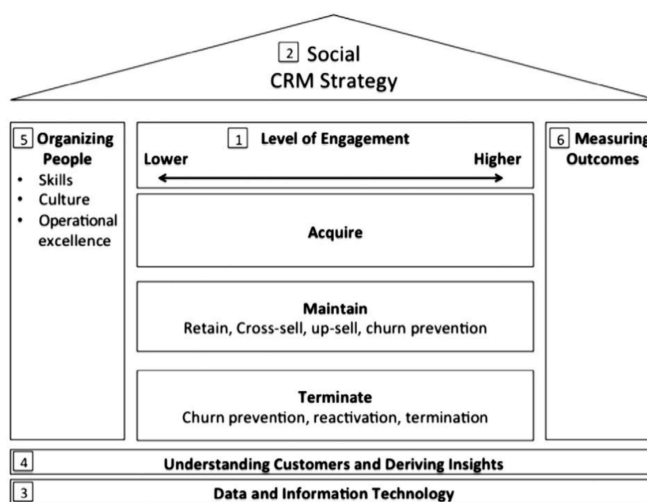 2 Social
CRM Strategy
5 Organizing
People
• Skills
• Culture
• Operational
excellence
1 Level of Engagement
Lower Higher
Acquire
Maintain
Retain, Cross-sell, up-sell, churn prevention
Terminate
Churn prevention, reactivation, termination
6 Measuring
Outcomes
4 Understanding Customers and Deriving Insights
3 Data and Information Technology